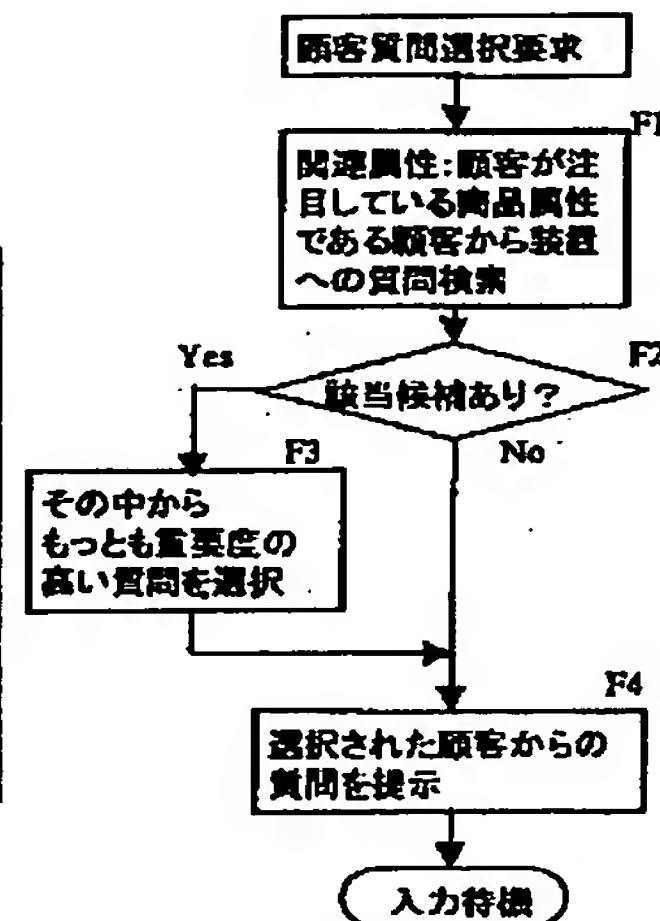 顧客質問選択要求
F1
関連属性:顧客が注
目している商品属性
である顧客から装置
への質問検索
Yes
F2
該当候補あり?
F3
No
その中から
もっとも重要度の
高い質問を選択
F4
選択された顧客からの
質問を提示
入力待機